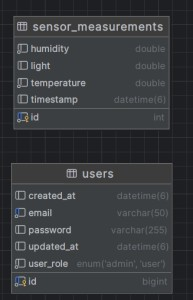 sensor_measurements
humidity double
light double
temperature double
timestamp datetime(6)
id int
users
created_at datetime(6)
email varchar(50)
password varchar(255)
updated_at datetime(6)
user_role enum('admin', 'user')
id bigint